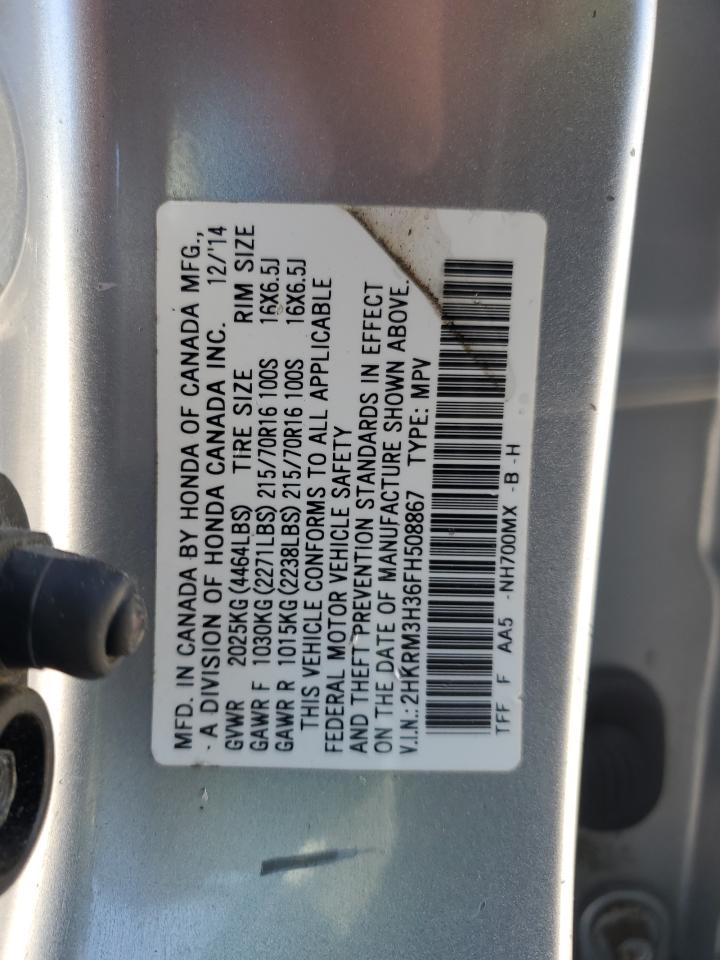 MFD. IN CANADA BY HONDA OF CANADA MFG.,
- A DIVISION OF HONDA CANADA INC. 12/'14
GVWR 2025KG(4464LBS) TIRE SIZE RIM SIZE
GAWR F 1030KG(2271LBS)215/70R16 100S 16X6.5J
GAWR R 1015KG(2238LBS)215/70R16 100S 16X6.5J
THIS VEHICLE CONFORMS TO ALL APPLICABLE
FEDERAL MOTOR VEHICLE SAFETY
AND THEFT PREVENTION STANDARDS IN EFFECT
ON THE DATE OF MANUFACTURE SHOWN ABOVE.
V.I.N.:2HKRM3H36FH508867 TYPE: MPV
TFF F AA5 -NH700MX -B -H